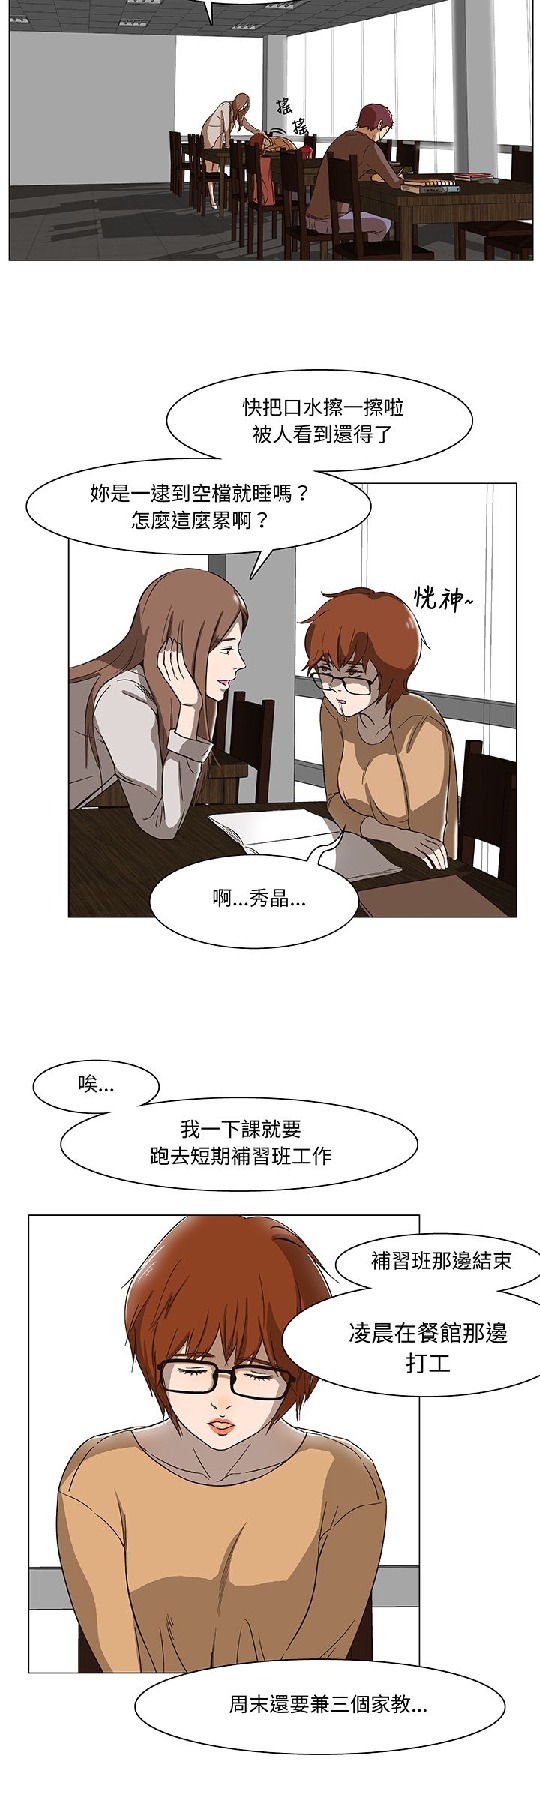 搖
搖
快把口水擦一擦啦
被人看到還得了
妳是一逮到空檔就睡嗎？
怎麼這麼累啊？
恍神~
啊...秀晶...
唉...
我一下課就要
跑去短期補習班工作
補習班那邊結束
凌晨在餐館那邊
打工
周末還要兼三個家教...